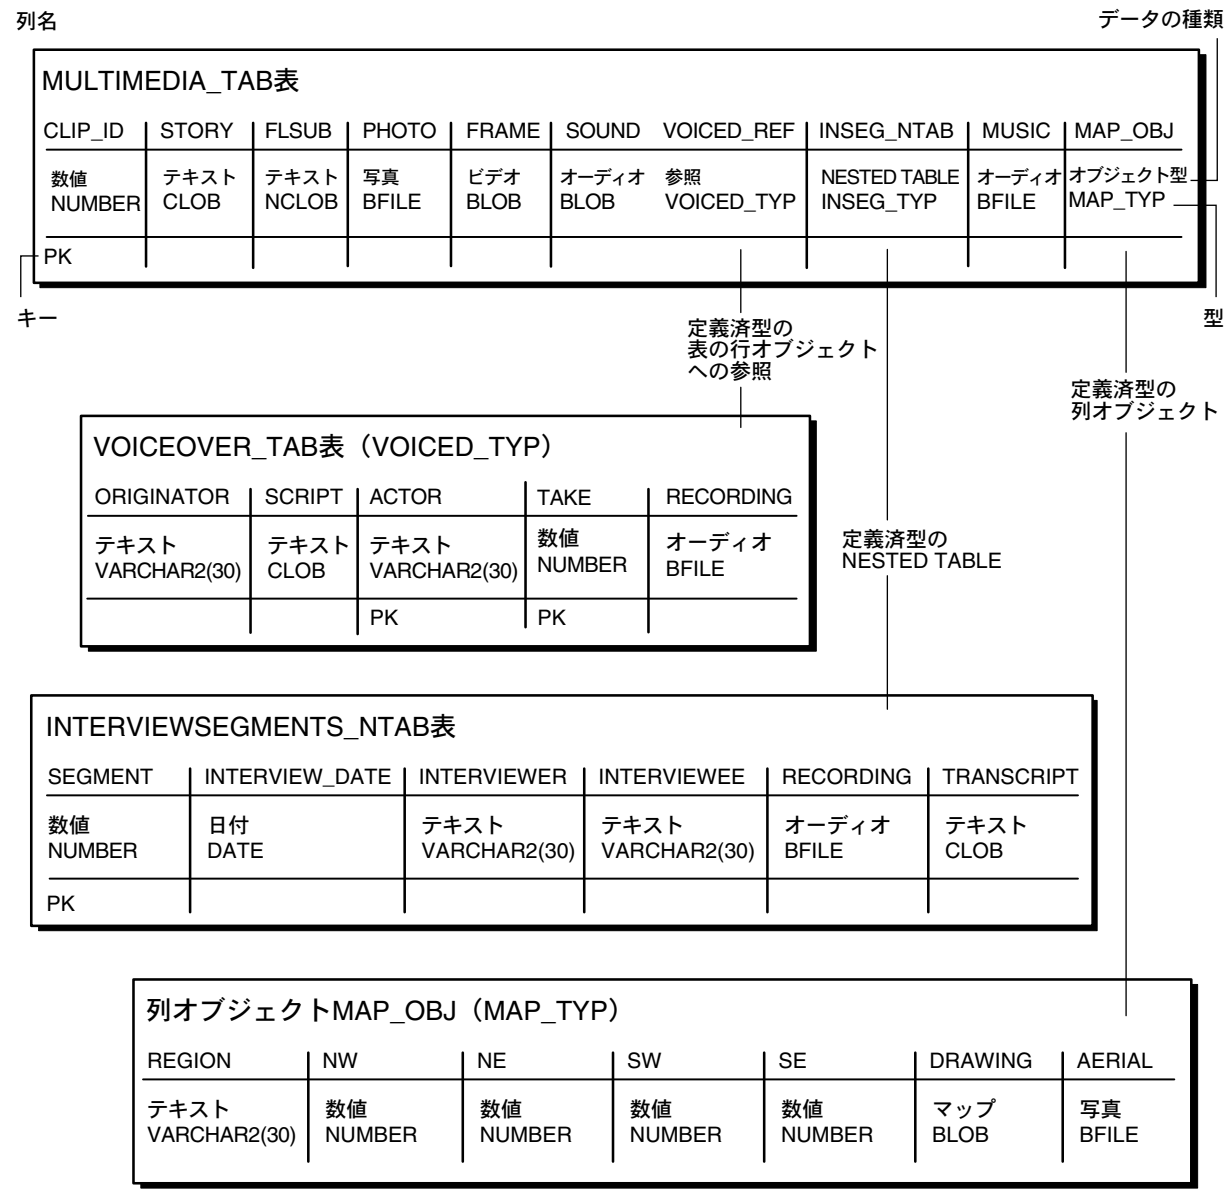 列名
データの種類
MULTIMEDIA_TAB表
CLIP_ID STORY FLSUB PHOTO FRAME SOUND VOICED_REF INSEG_NTAB MUSIC MAP_OBJ
数値 テキスト テキスト 写真 ビデオ オーディオ 参照 NESTED TABLE オーディオ オブジェクト型
NUMBER CLOB NCLOB BFILE BLOB BLOB VOICED_TYP INSEG_TYP BFILE MAP_TYP
PK
キー
型
定義済型の
表の行オブジェクト
への参照
定義済型の
列オブジェクト
VOICEOVER_TAB表（VOICED_TYP）
ORIGINATOR SCRIPT ACTOR TAKE RECORDING
テキスト テキスト テキスト 数値 オーディオ
VARCHAR2(30) CLOB VARCHAR2(30) NUMBER BFILE
PK PK
定義済型の
NESTED TABLE
INTERVIEWSEGMENTS_NTAB表
SEGMENT INTERVIEW_DATE INTERVIEWER INTERVIEWEE RECORDING TRANSCRIPT
数値 日付 テキスト テキスト オーディオ テキスト
NUMBER DATE VARCHAR2(30) VARCHAR2(30) BFILE CLOB
PK
列オブジェクトMAP_OBJ（MAP_TYP）
REGION NW NE SW SE DRAWING AERIAL
テキスト 数値 数値 数値 数値 マップ 写真
VARCHAR2(30) NUMBER NUMBER NUMBER NUMBER BLOB BFILE